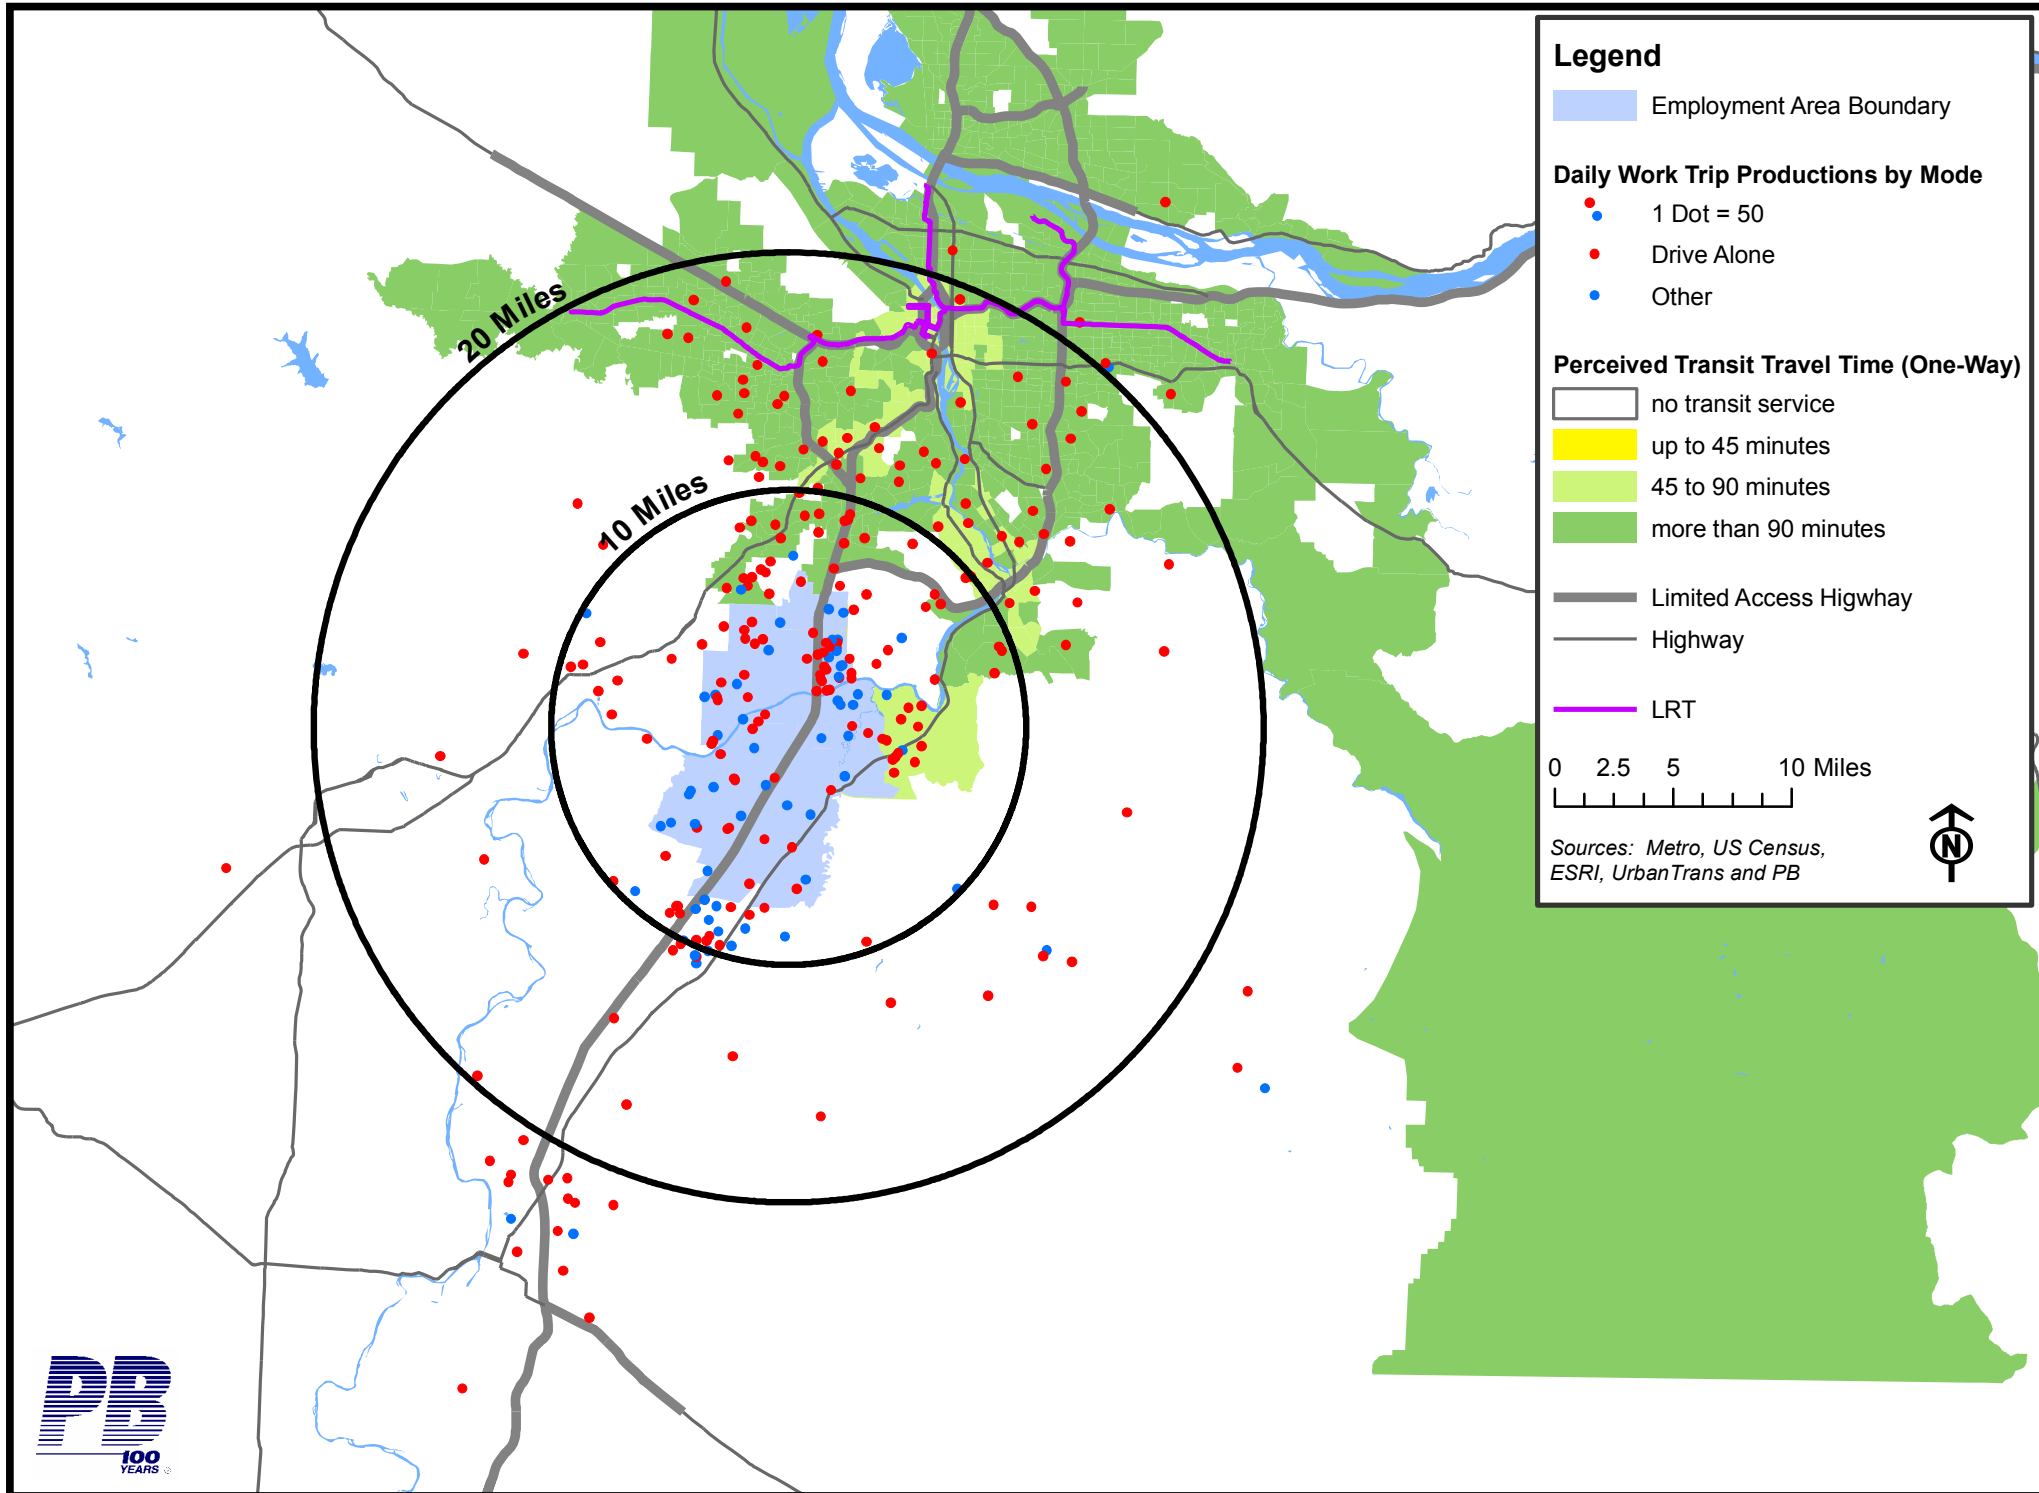 20 Miles
10 Miles
Legend
Employment Area Boundary
Daily Work Trip Productions by Mode
1 Dot = 50
Drive Alone
Other
Perceived Transit Travel Time (One-Way)
no transit service
up to 45 minutes
45 to 90 minutes
more than 90 minutes
Limited Access Higwhay
Highway
LRT
0 2.5 5 10 Miles
Sources: Metro, US Census,
ESRI, UrbanTrans and PB
N
PB
100
YEARS